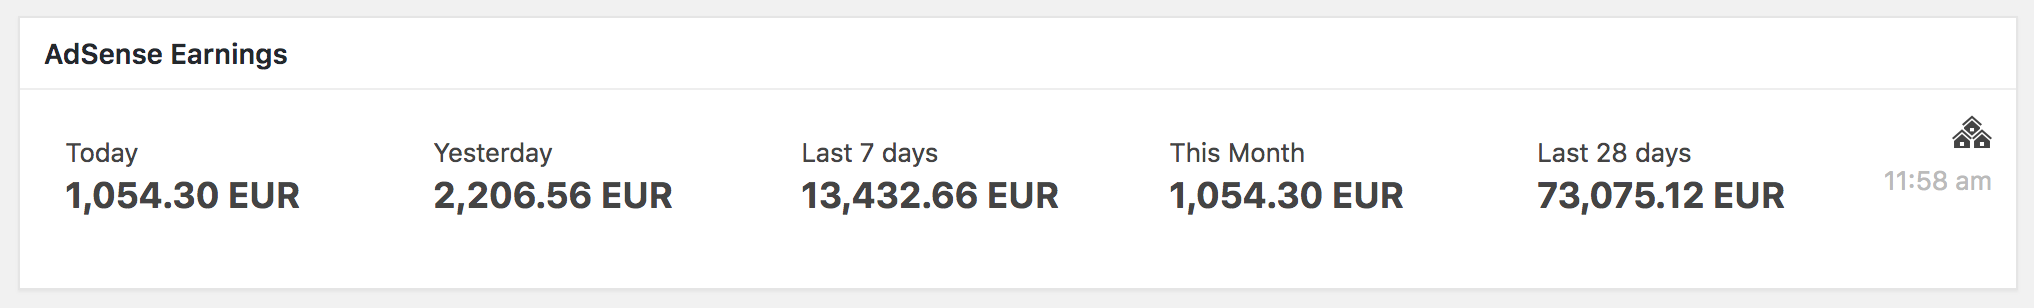 AdSense Earnings
Today
1,054.30 EUR
Yesterday
2,206.56 EUR
Last 7 days
13,432.66 EUR
This Month
1,054.30 EUR
Last 28 days
73,075.12 EUR
11:58 am